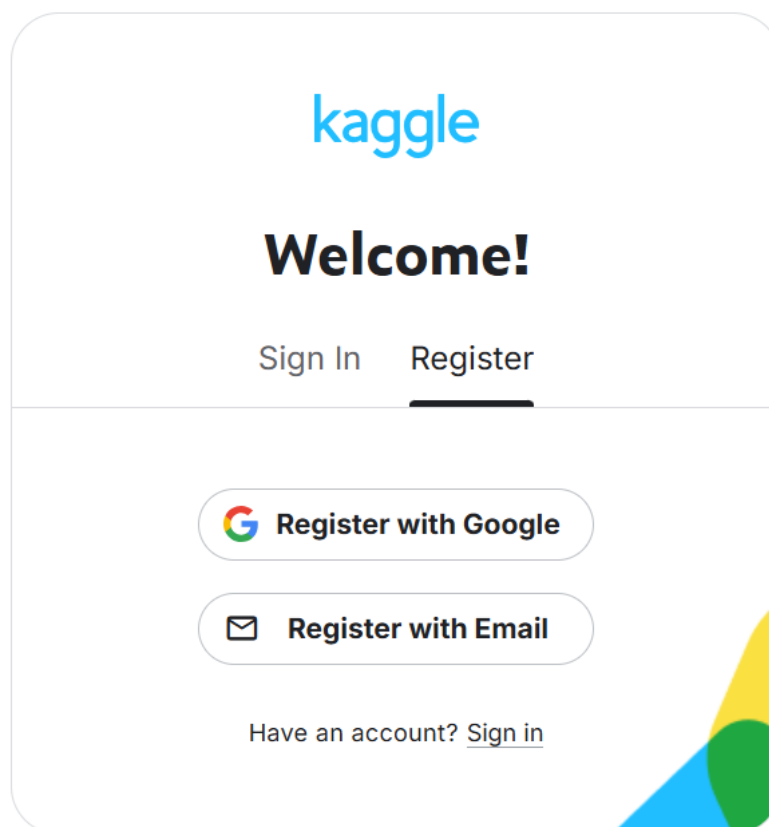 kaggle
Welcome!
Sign In Register
Register with Google
Register with Email
Have an account? Sign in